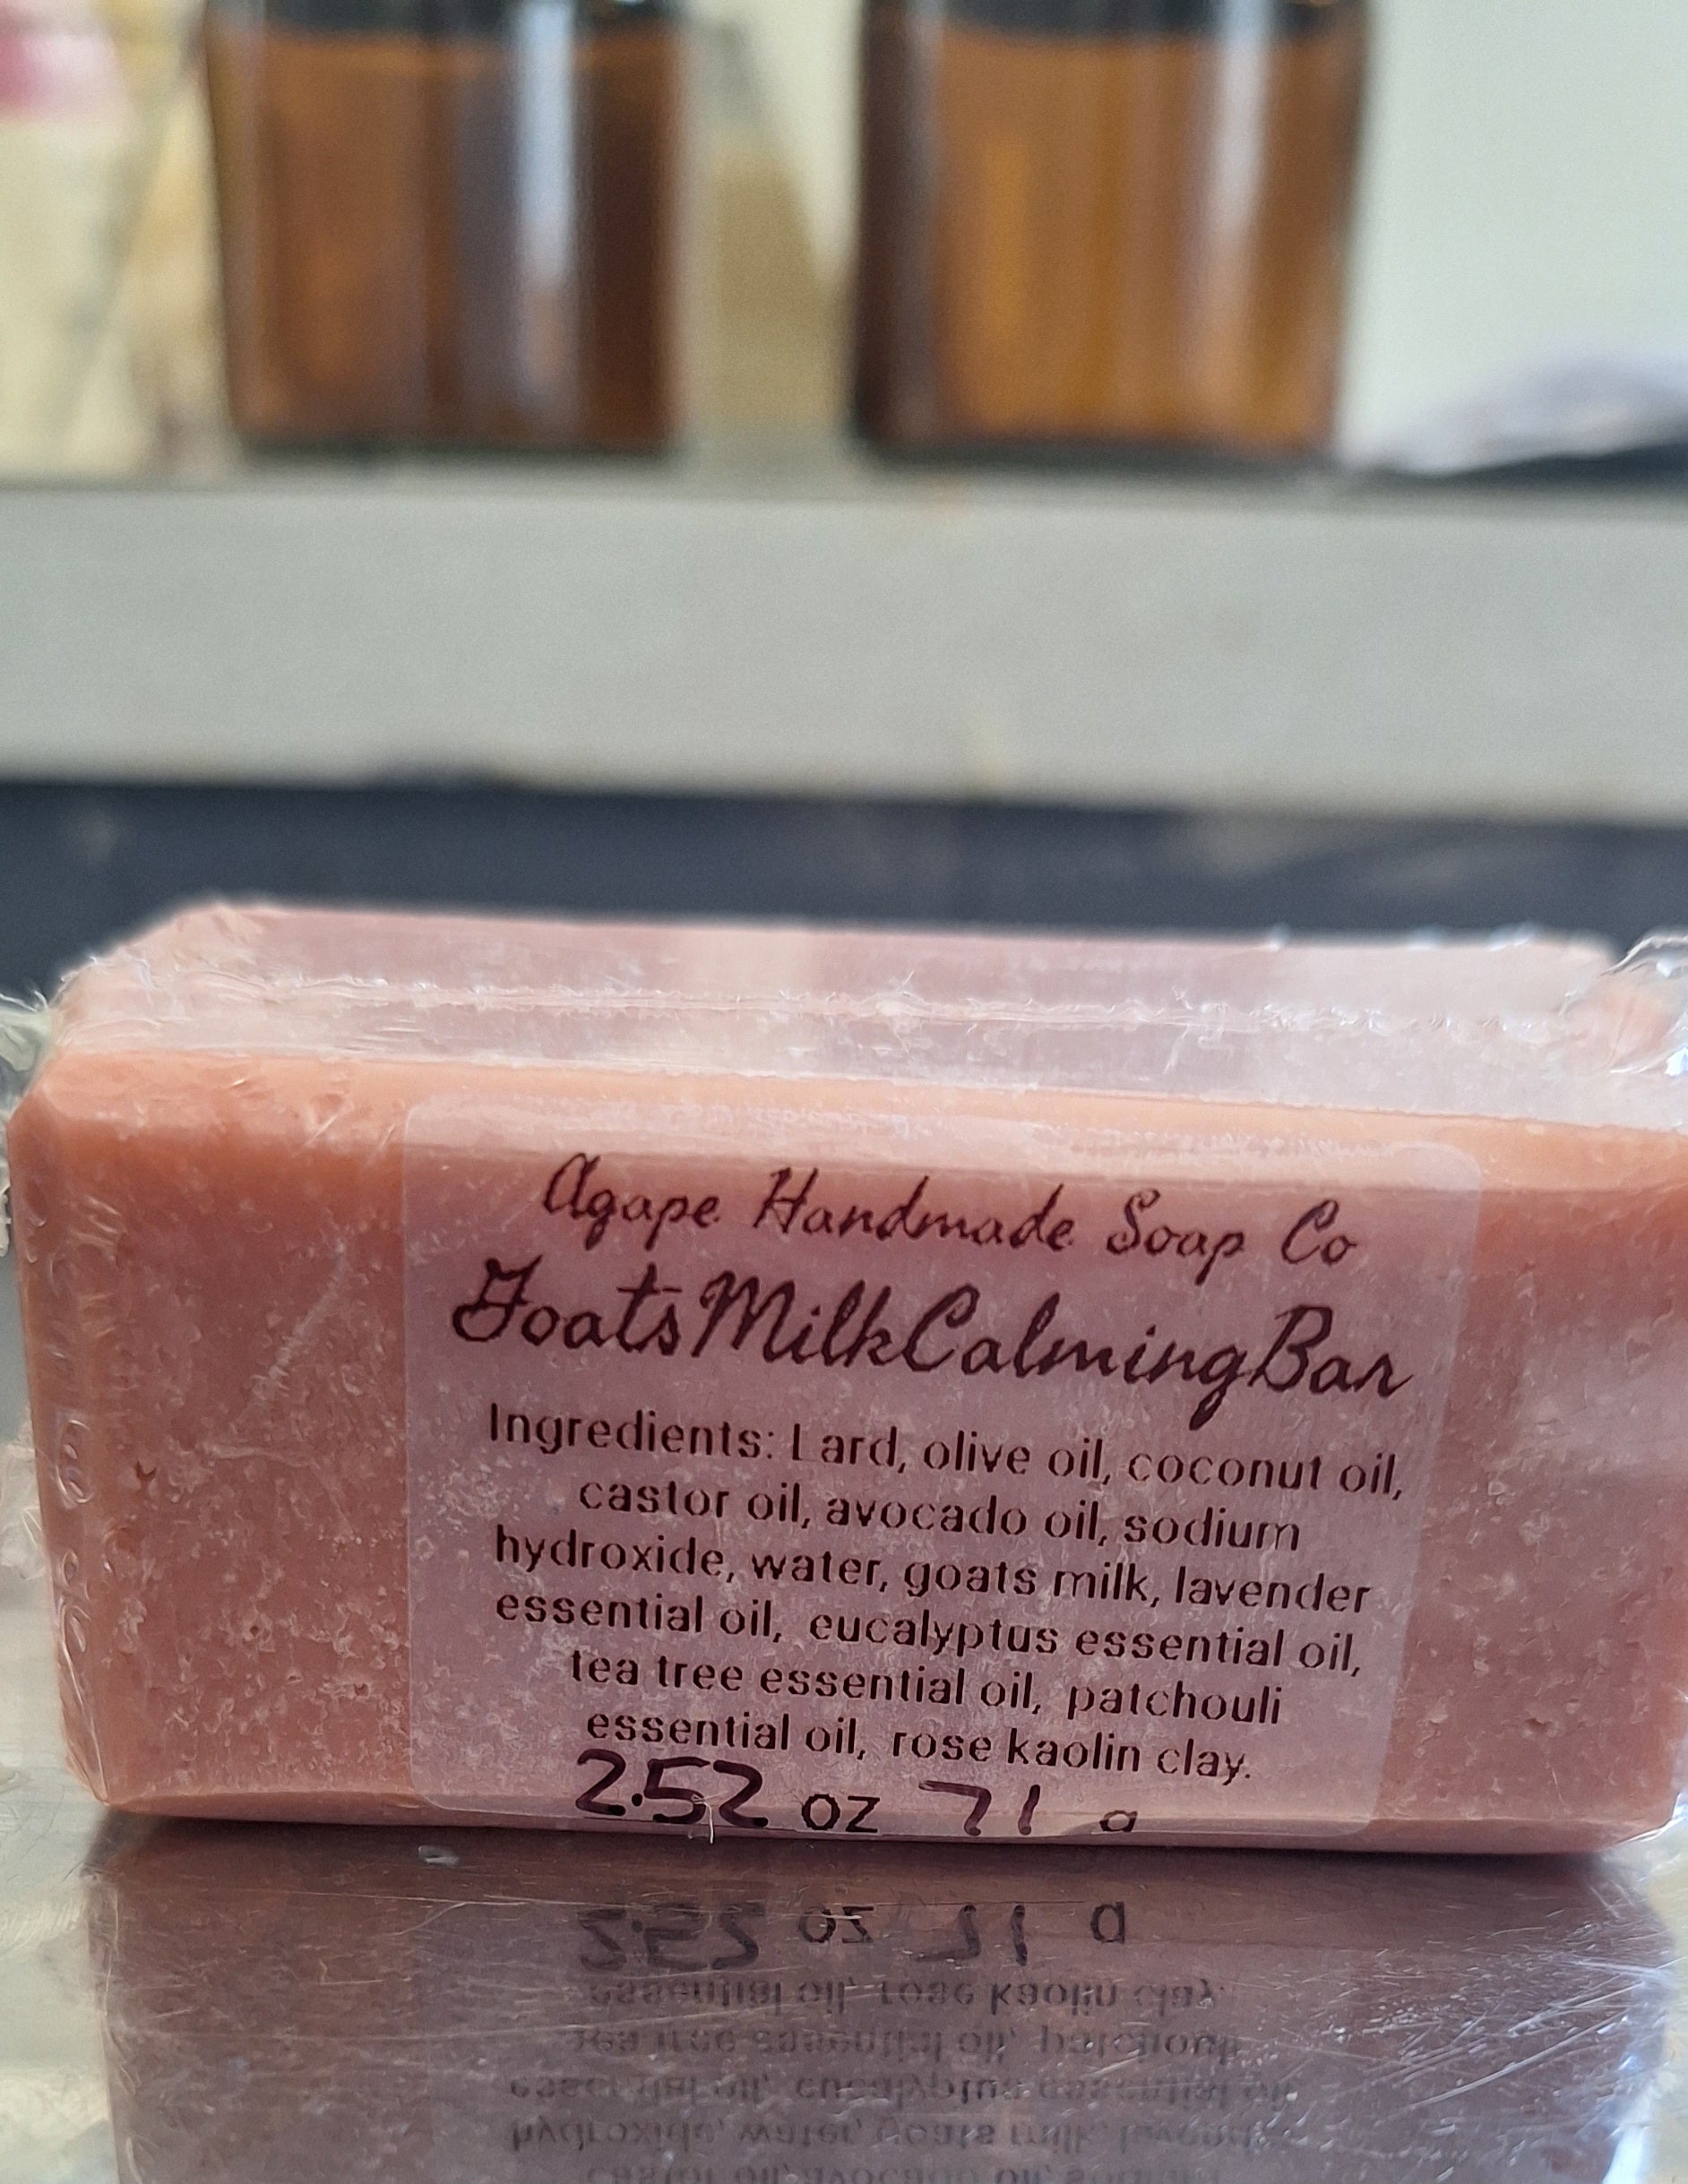 Agape Handmade Soap Co
GoatsMilkCalmingBar
Ingredients: Lard, olive oil, coconut oil,
castor oil, avocado oil, sodium
hydroxide, water, goats milk, lavender
essential oil, eucalyptus essential oil,
tea tree essential oil, patchouli
essential oil, rose kaolin clay.
2.52 oz 71 g